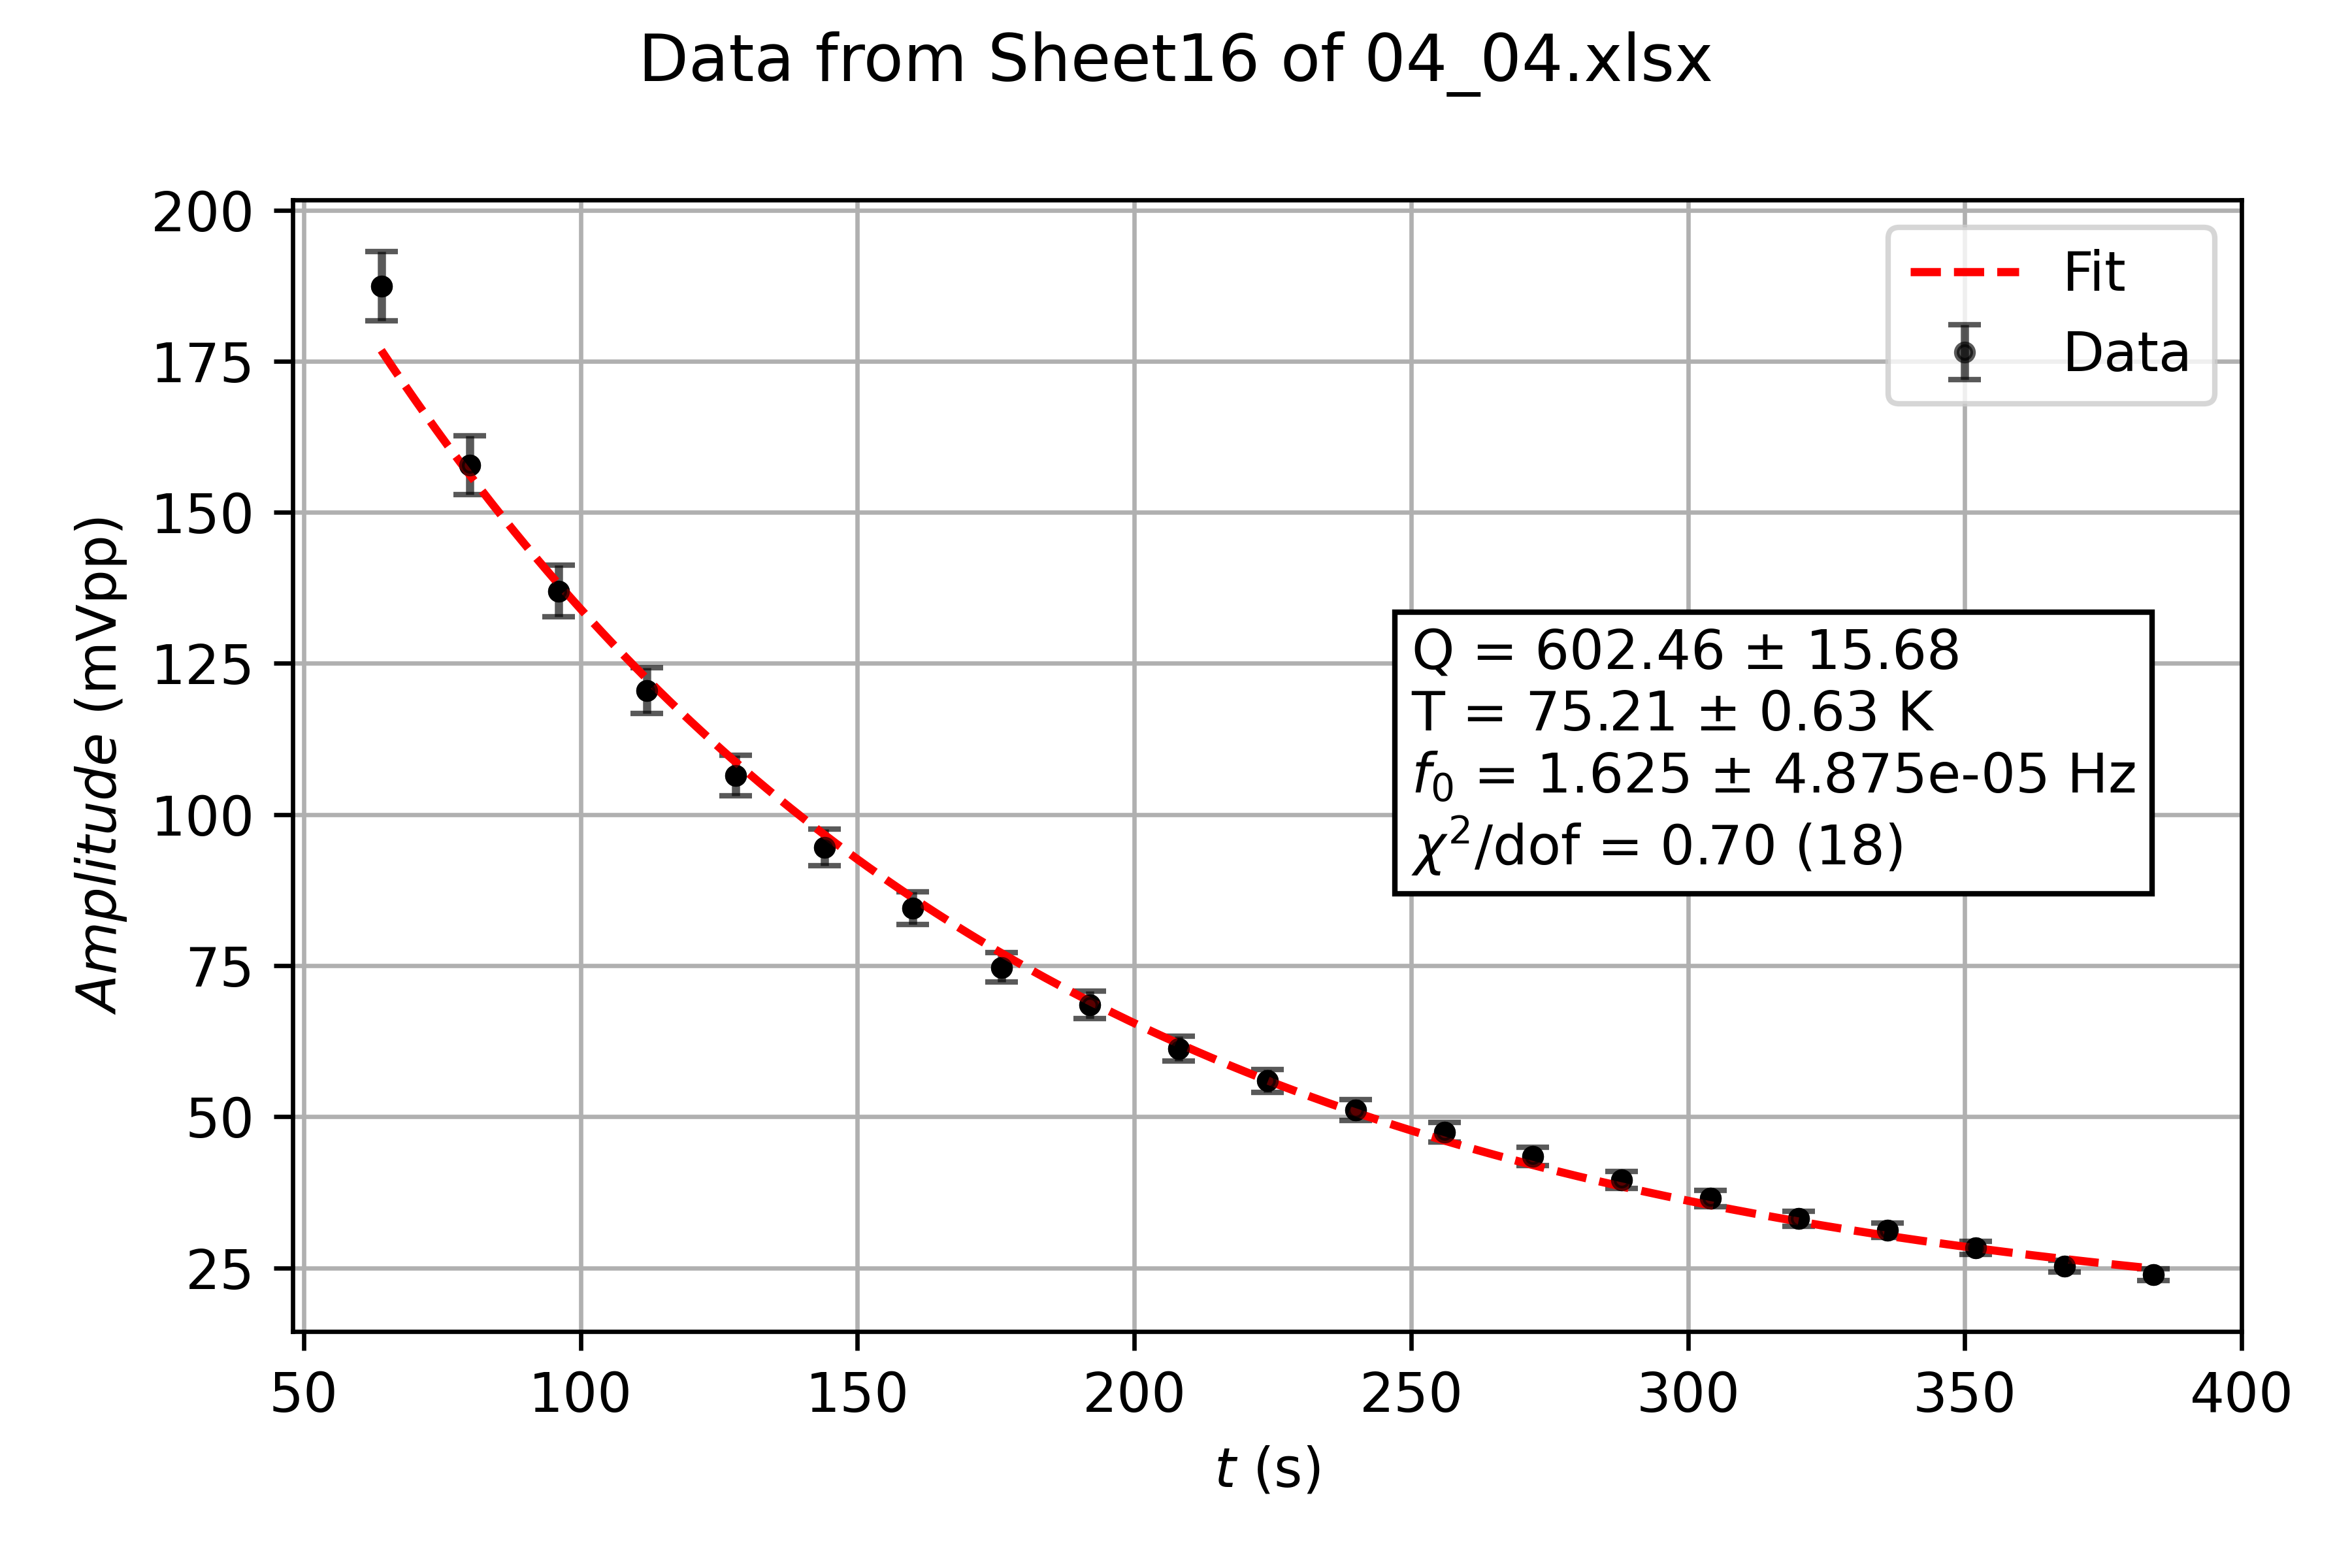 Data from Sheet16 of 04_04.xlsx
200
175
150
125
100
75
50
25
Amplitude (mVpp)
Fit
Data
Q = 602.46 ± 15.68
T = 75.21 ± 0.63 K
f₀ = 1.625 ± 4.875e-05 Hz
χ²/dof = 0.70 (18)
50 100 150 200 250 300 350 400
t (s)